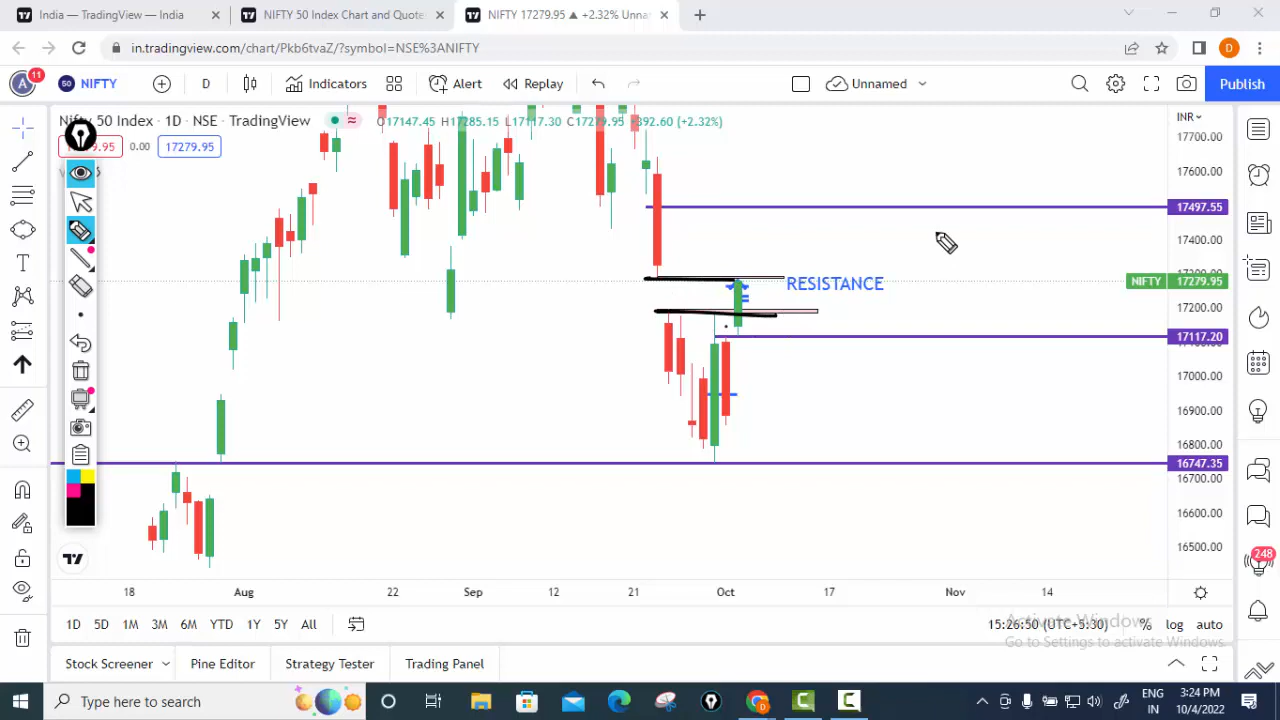 India — TradingView — India
NIFTY 50 Index Chart and Quote
NIFTY 17279.95 ▲ +2.32% Unna
in.tradingview.com/chart/Pkb6tvaZ/?symbol=NSE%3ANIFTY
D
A 11
50 NIFTY
D
Indicators
Alert
Replay
Unnamed
Publish
Nifty 50 Index · 1D · NSE · TradingView
O17147.45 H17285.15 L17117.30 C17279.95 +392.60 (+2.32%)
INR
0.00
17279.95
17700.00
17600.00
17497.55
17400.00
RESISTANCE
NIFTY 17279.95
17200.00
17117.20
17000.00
16900.00
16800.00
16747.35
16700.00
16600.00
16500.00
18 Aug 22 Sep 12 21 Oct 17 Nov 14
1D 5D 1M 3M 6M YTD 1Y 5Y All
15:26:50 (UTC+5:30) % log auto
Activate Windows
Go to Settings to activate Windows.
248
Stock Screener
Pine Editor
Strategy Tester
Trading Panel
Type here to search
D
ENG
IN
3:24 PM
10/4/2022